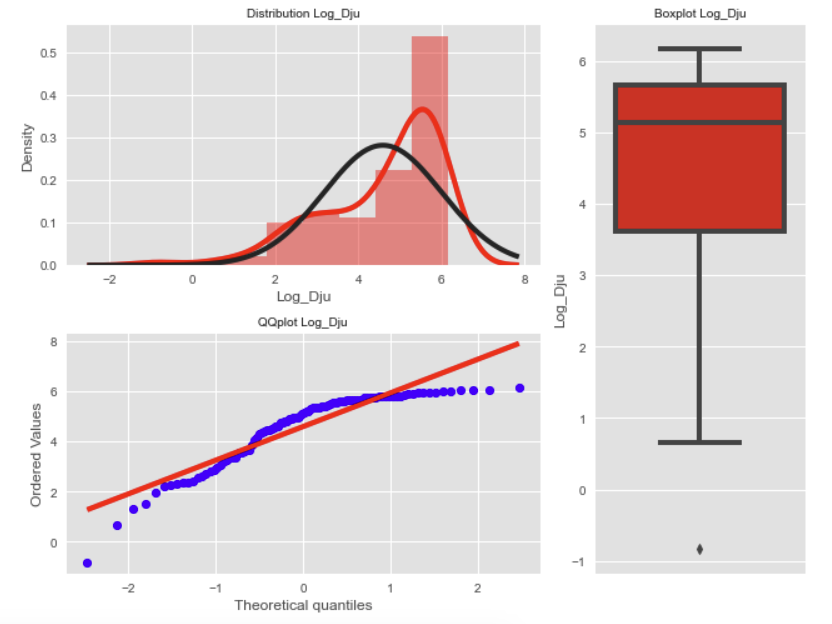 Distribution Log_Dju
Density
0.5
0.4
0.3
0.2
0.1
0.0
−2 0 2 4 6 8
Log_Dju
QQplot Log_Dju
Ordered Values
8
6
4
2
0
−2 −1 0 1 2
Theoretical quantiles
Boxplot Log_Dju
Log_Dju
6
5
4
3
2
1
0
−1